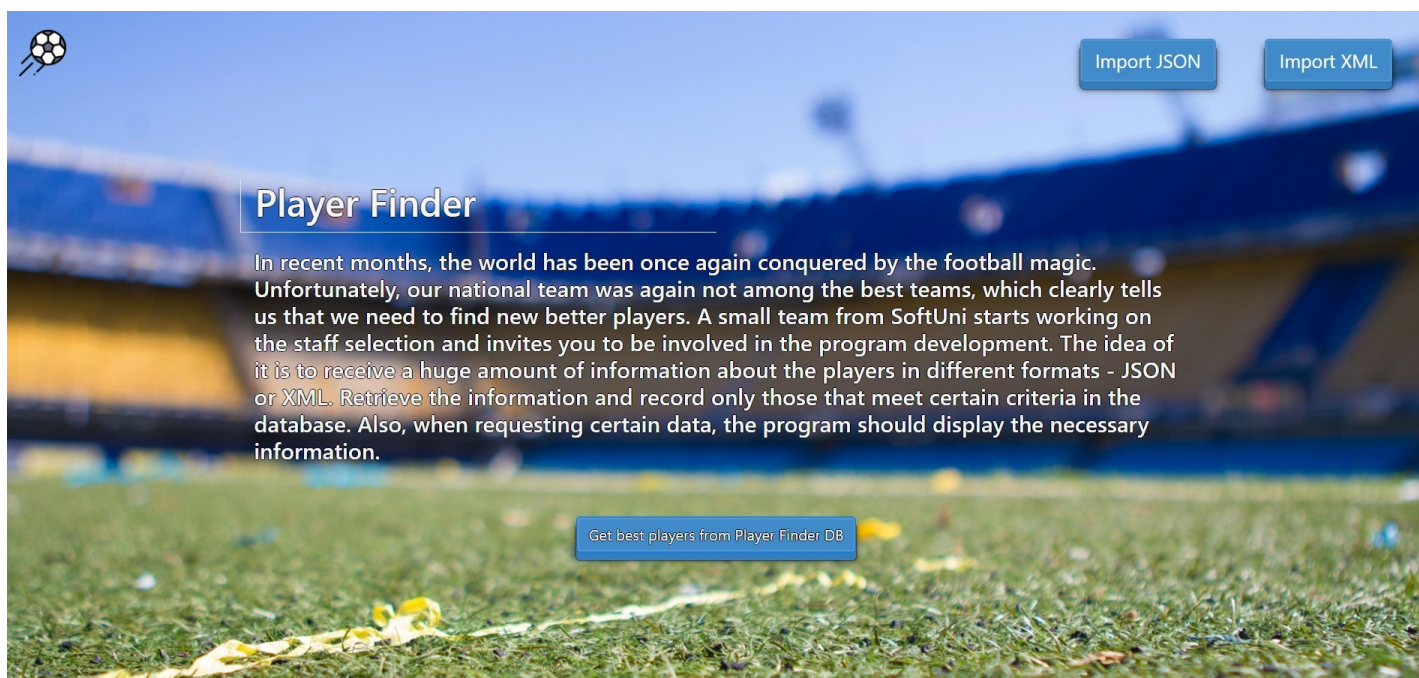 Import JSON
Import XML
Player Finder
In recent months, the world has been once again conquered by the football magic.
Unfortunately, our national team was again not among the best teams, which clearly tells
us that we need to find new better players. A small team from SoftUni starts working on
the staff selection and invites you to be involved in the program development. The idea of
it is to receive a huge amount of information about the players in different formats - JSON
or XML. Retrieve the information and record only those that meet certain criteria in the
database. Also, when requesting certain data, the program should display the necessary
information.
Get best players from Player Finder DB